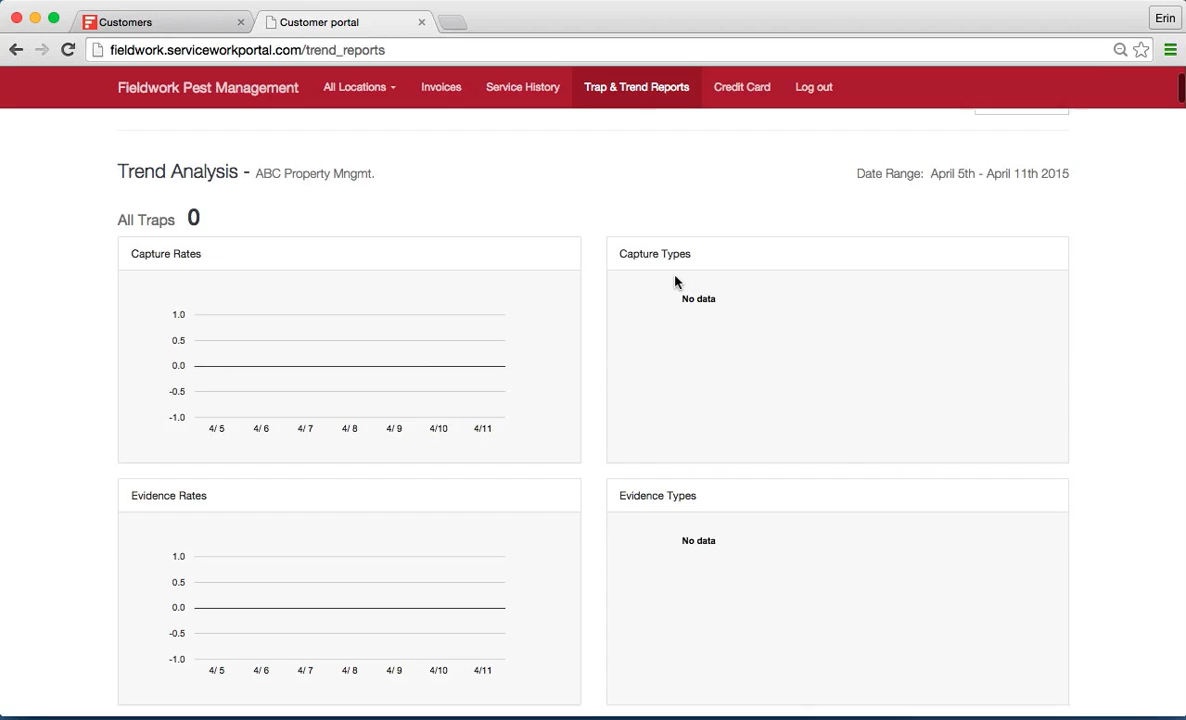 Customers
Customer portal
Erin
fieldwork.serviceworkportal.com/trend_reports
Fieldwork Pest Management All Locations Invoices Service History Trap & Trend Reports Credit Card Log out
Trend Analysis - ABC Property Mngmt. Date Range: April 5th - April 11th 2015
All Traps 0
Capture Rates
1.0
0.5
0.0
-0.5
-1.0
4/ 5 4/ 6 4/ 7 4/ 8 4/ 9 4/10 4/11
Capture Types
No data
Evidence Rates
1.0
0.5
0.0
-0.5
-1.0
4/ 5 4/ 6 4/ 7 4/ 8 4/ 9 4/10 4/11
Evidence Types
No data